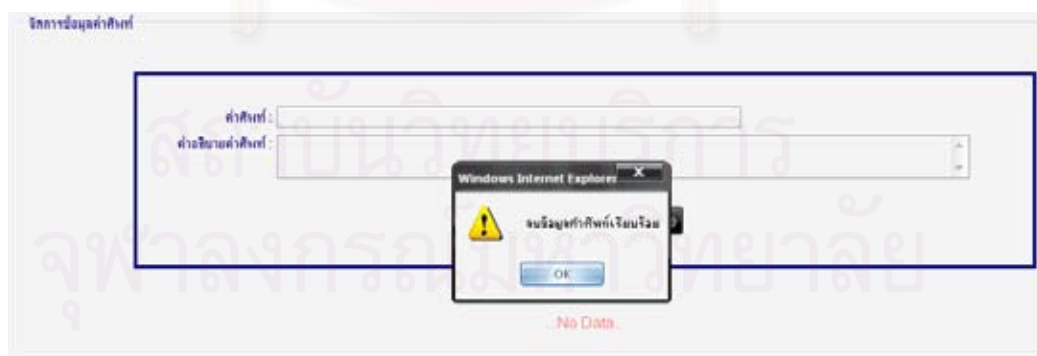 จัดการข้อมูลคำศัพท์
คำศัพท์ :
คำอธิบายคำศัพท์ :
Windows Internet Explorer
X
ลบข้อมูลคำศัพท์เรียบร้อย
OK
...No Data..
สถาบันวิทยบริการ
จุฬาลงกรณ์มหาวิทยาลัย